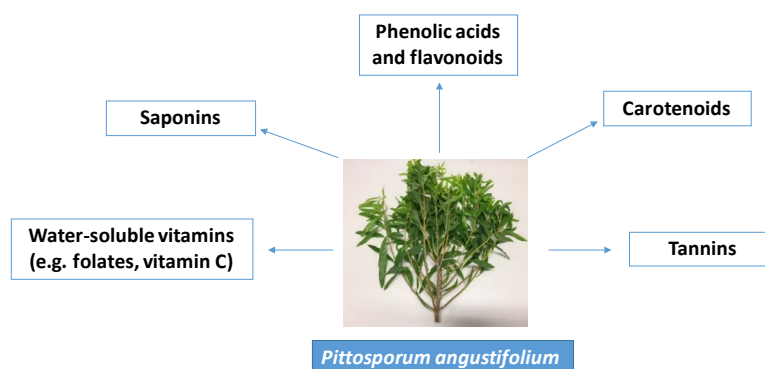 Phenolic acids
and flavonoids
Saponins
Carotenoids
Water-soluble vitamins
(e.g. folates, vitamin C)
Tannins
Pittosporum angustifolium